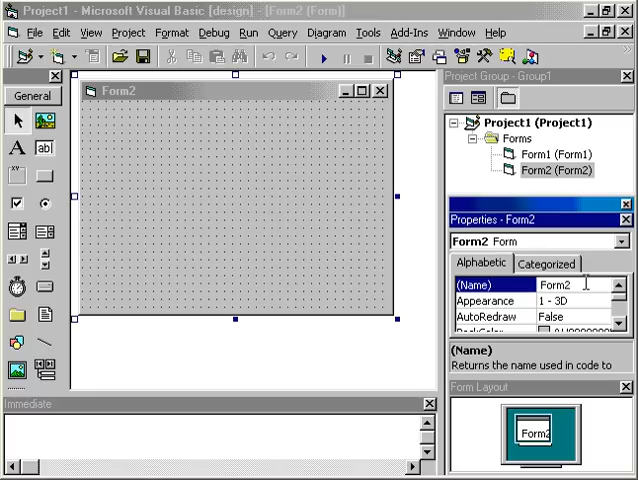 Project1 - Microsoft Visual Basic [design] - [Form2 (Form)]
File Edit View Project Format Debug Run Query Diagram Tools Add-Ins Window Help
General
Form2
A
ab|
xy
Project Group - Group1
Project1 (Project1)
Forms
Form1 (Form1)
Form2 (Form2)
Properties - Form2
Form2 Form
Alphabetic Categorized
(Name) Form2
Appearance 1 - 3D
AutoRedraw False
(Name)
Returns the name used in code to
Form Layout
Form2
Immediate